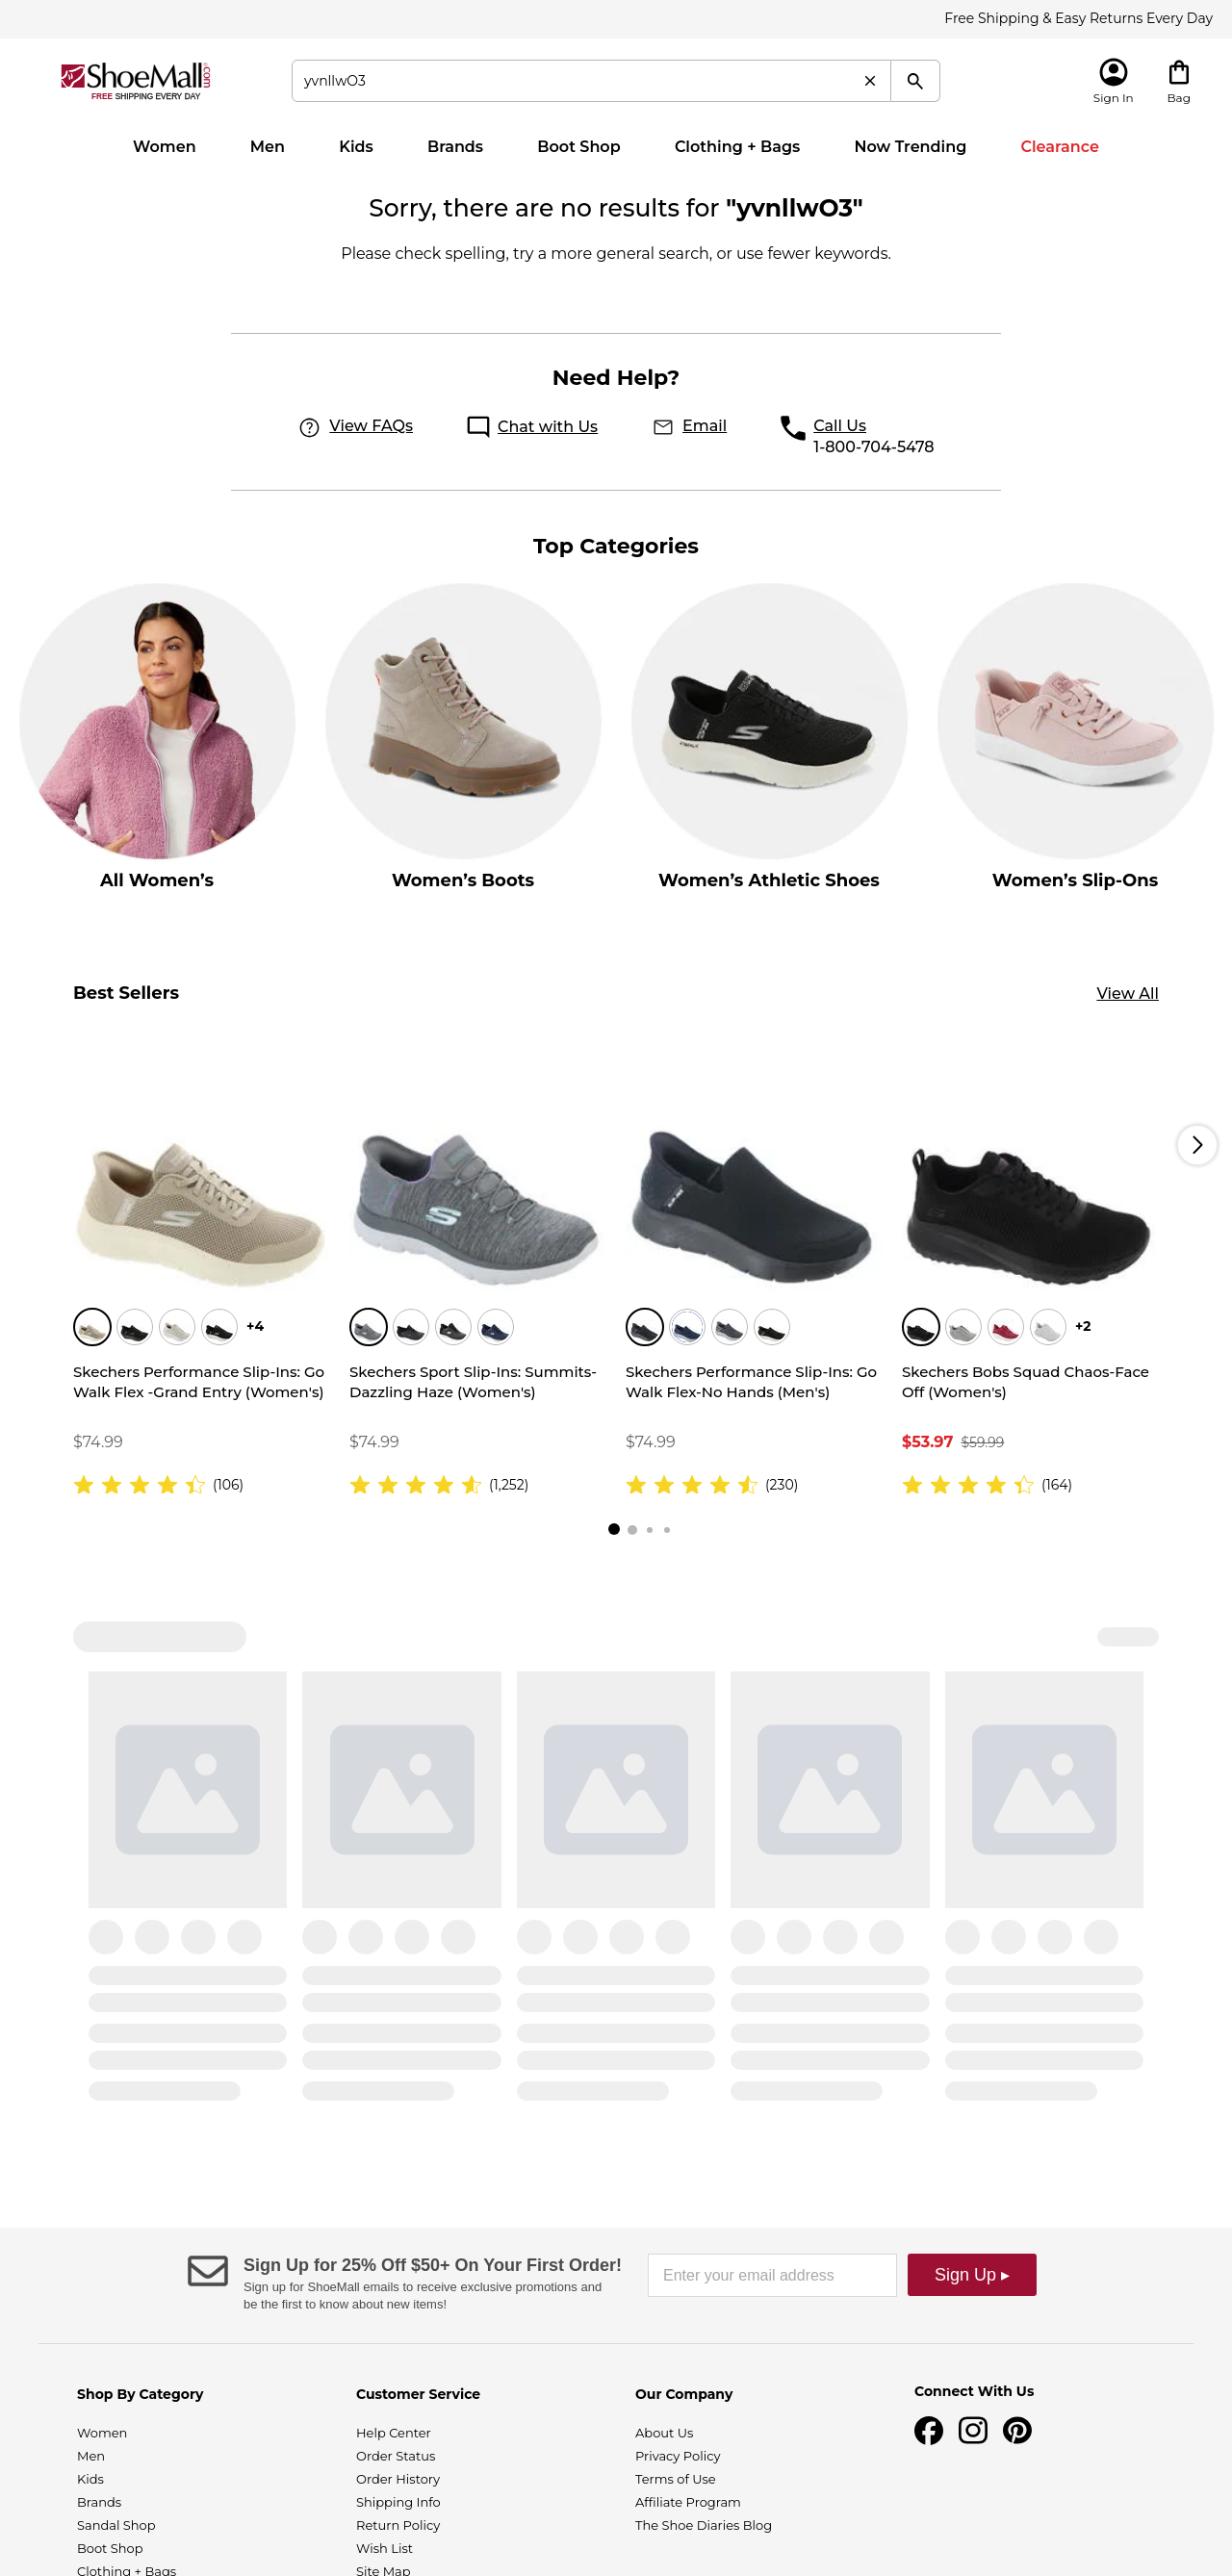 Free Shipping & Easy Returns Every Day
ShoeMall.com
FREE SHIPPING EVERY DAY
yvnllwO3
Sign In
Bag
Women
Men
Kids
Brands
Boot Shop
Clothing + Bags
Now Trending
Clearance
Sorry, there are no results for "yvnllwO3"
Please check spelling, try a more general search, or use fewer keywords.
Need Help?
View FAQs
Chat with Us
Email
Call Us
1-800-704-5478
Top Categories
All Women’s
Women’s Boots
Women’s Athletic Shoes
Women’s Slip-Ons
Best Sellers
View All
+4
Skechers Performance Slip-Ins: Go
Walk Flex -Grand Entry (Women's)
$74.99
(106)
Skechers Sport Slip-Ins: Summits-
Dazzling Haze (Women's)
$74.99
(1,252)
Skechers Performance Slip-Ins: Go
Walk Flex-No Hands (Men's)
$74.99
(230)
+2
Skechers Bobs Squad Chaos-Face
Off (Women's)
$53.97 $59.99
(164)
Sign Up for 25% Off $50+ On Your First Order!
Sign up for ShoeMall emails to receive exclusive promotions and
be the first to know about new items!
Enter your email address
Sign Up ▸
Shop By Category
Women
Men
Kids
Brands
Sandal Shop
Boot Shop
Clothing + Bags
Customer Service
Help Center
Order Status
Order History
Shipping Info
Return Policy
Wish List
Site Map
Our Company
About Us
Privacy Policy
Terms of Use
Affiliate Program
The Shoe Diaries Blog
Connect With Us